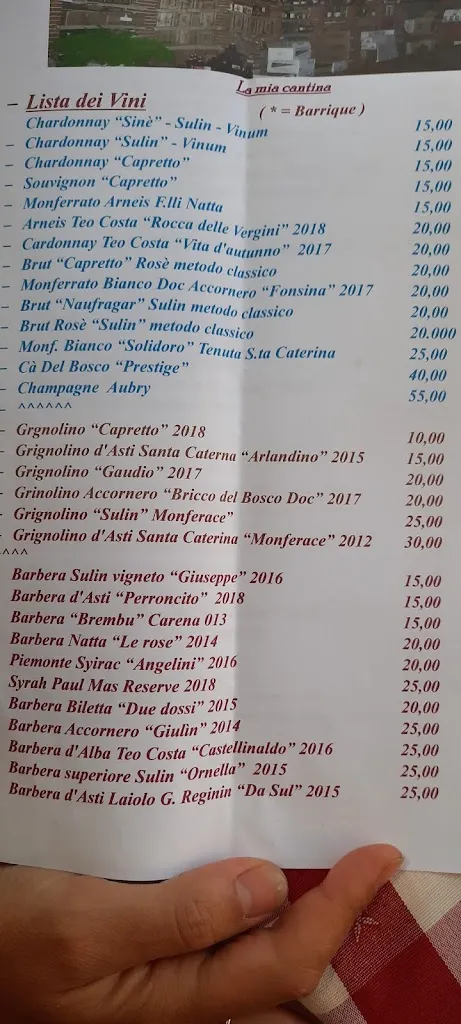 La mia cantina
– Lista dei Vini ( * = Barrique )
Chardonnay “Sinè” - Sulin - Vinum 15,00
– Chardonnay “Sulin” - Vinum 15,00
– Chardonnay “Capretto” 15,00
– Souvignon “Capretto” 15,00
– Monferrato Arneis F.lli Natta 15,00
– Arneis Teo Costa “Rocca delle Vergini” 2018 20,00
– Cardonnay Teo Costa “Vita d'autunno” 2017 20,00
– Brut “Capretto” Rosè metodo classico 20,00
– Monferrato Bianco Doc Accornero “Fonsina” 2017 20,00
– Brut “Naufragar” Sulin metodo classico 20,00
– Brut Rosè “Sulin” metodo classico 20.000
– Monf. Bianco “Solidoro” Tenuta S.ta Caterina 25,00
– Cà Del Bosco “Prestige” 40,00
– Champagne Aubry 55,00
– ^^^^^^
– Grgnolino “Capretto” 2018 10,00
– Grignolino d'Asti Santa Caterna “Arlandino” 2015 15,00
– Grignolino “Gaudio” 2017 20,00
– Grinolino Accornero “Bricco del Bosco Doc” 2017 20,00
– Grignolino “Sulin” Monferace” 25,00
– Grignolino d'Asti Santa Caterina “Monferace” 2012 30,00
^^^
Barbera Sulin vigneto “Giuseppe” 2016 15,00
Barbera d'Asti “Perroncito” 2018 15,00
Barbera “Brembu” Carena 013 15,00
Barbera Natta “Le rose” 2014 20,00
Piemonte Syirac “Angelini” 2016 20,00
Syrah Paul Mas Reserve 2018 25,00
Barbera Biletta “Due dossi” 2015 20,00
Barbera Accornero “Giulin” 2014 25,00
Barbera d'Alba Teo Costa “Castellinaldo” 2016 25,00
Barbera superiore Sulin “Ornella” 2015 25,00
Barbera d'Asti Laiolo G. Reginin “Da Sul” 2015 25,00